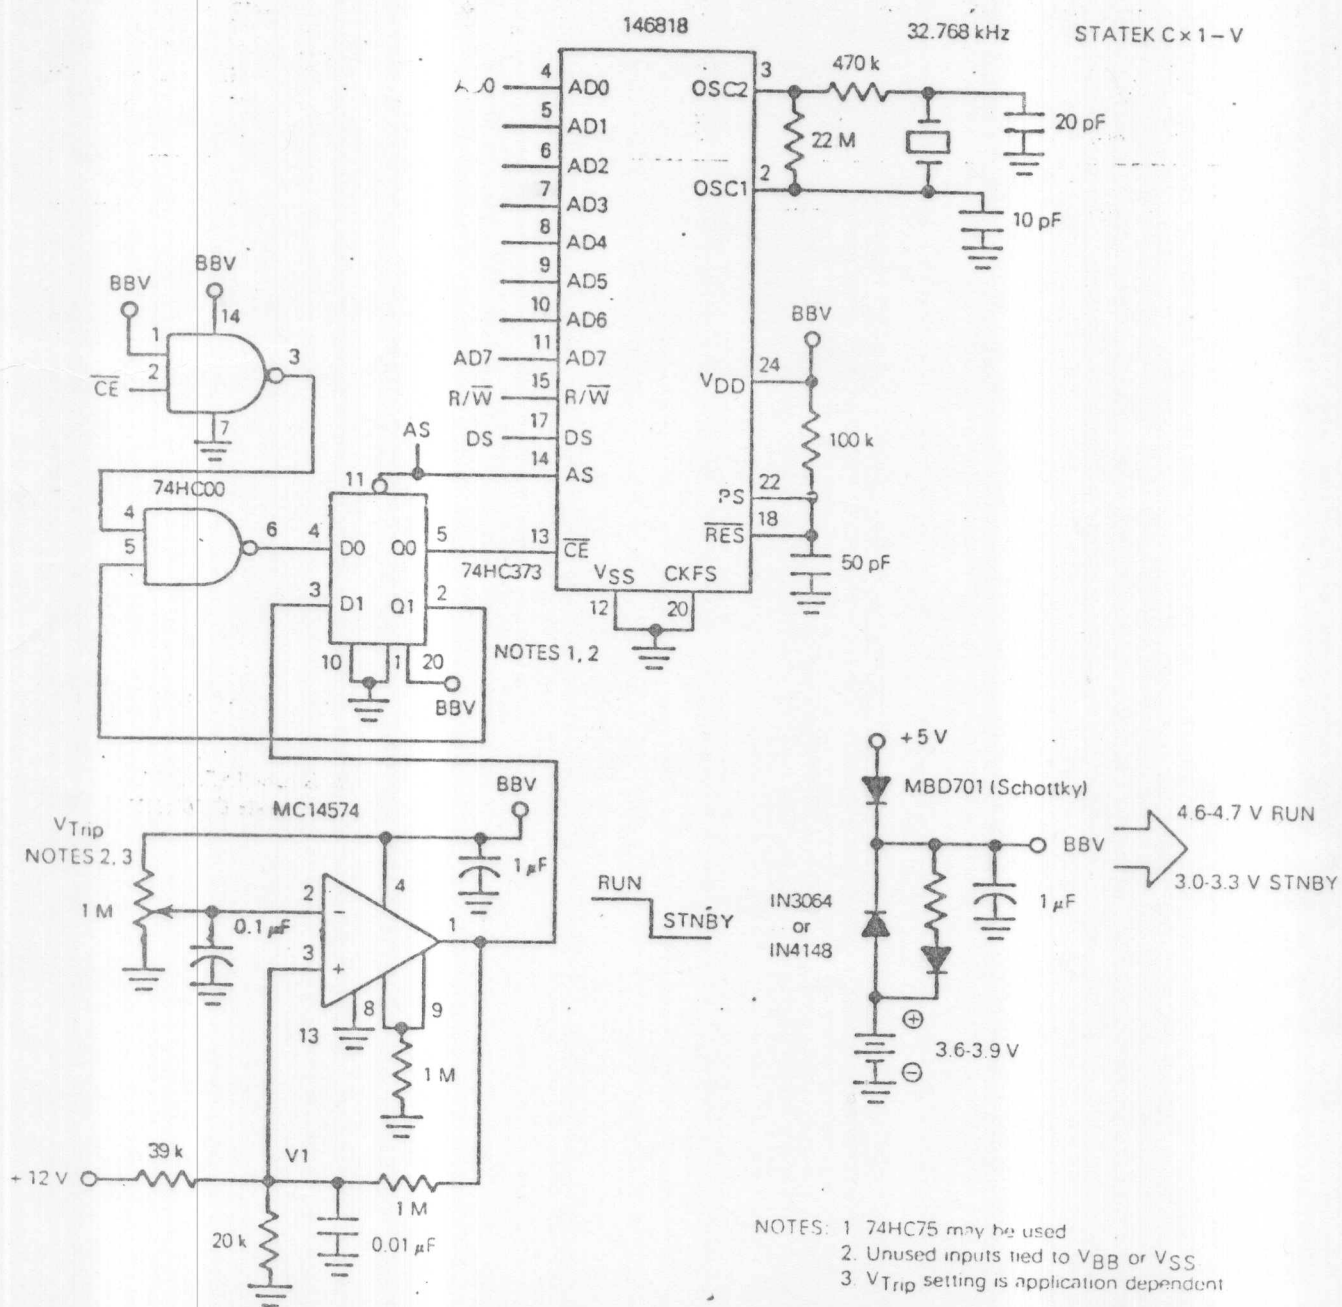 146818
32.768 kHz
STATEK C x 1 – V
4
AD0
5
AD1
6
AD2
7
AD3
8
AD4
9
AD5
10
AD6
AD7
11
AD7
R/W̅
15
R/W̅
DS
17
DS
AS
14
AS
13
C̅E̅
OSC2
3
470 k
22 M
20 pF
OSC1
2
10 pF
BBV
VDD
24
100 k
PS
22
R̅E̅S̅
18
50 pF
VSS
CKFS
12
20
BBV
BBV
14
1
C̅E̅
2
3
7
74HC00
4
5
6
11
4
D0
Q0
5
74HC373
3
D1
Q1
2
10
1
20
BBV
NOTES 1, 2
MC14574
BBV
VTrip
NOTES 2, 3
1 M
0.1 µF
1 µF
2
–
4
1
3
+
8
9
13
1 M
RUN
STNBY
+ 12 V
39 k
V1
1 M
20 k
0.01 µF
+ 5 V
MBD701 (Schottky)
BBV
4.6-4.7 V RUN
3.0-3.3 V STNBY
1 µF
IN3064
or
IN4148
+
3.6-3.9 V
–
NOTES: 1 74HC75 may be used
2. Unused inputs tied to VBB or VSS
3. VTrip setting is application dependent